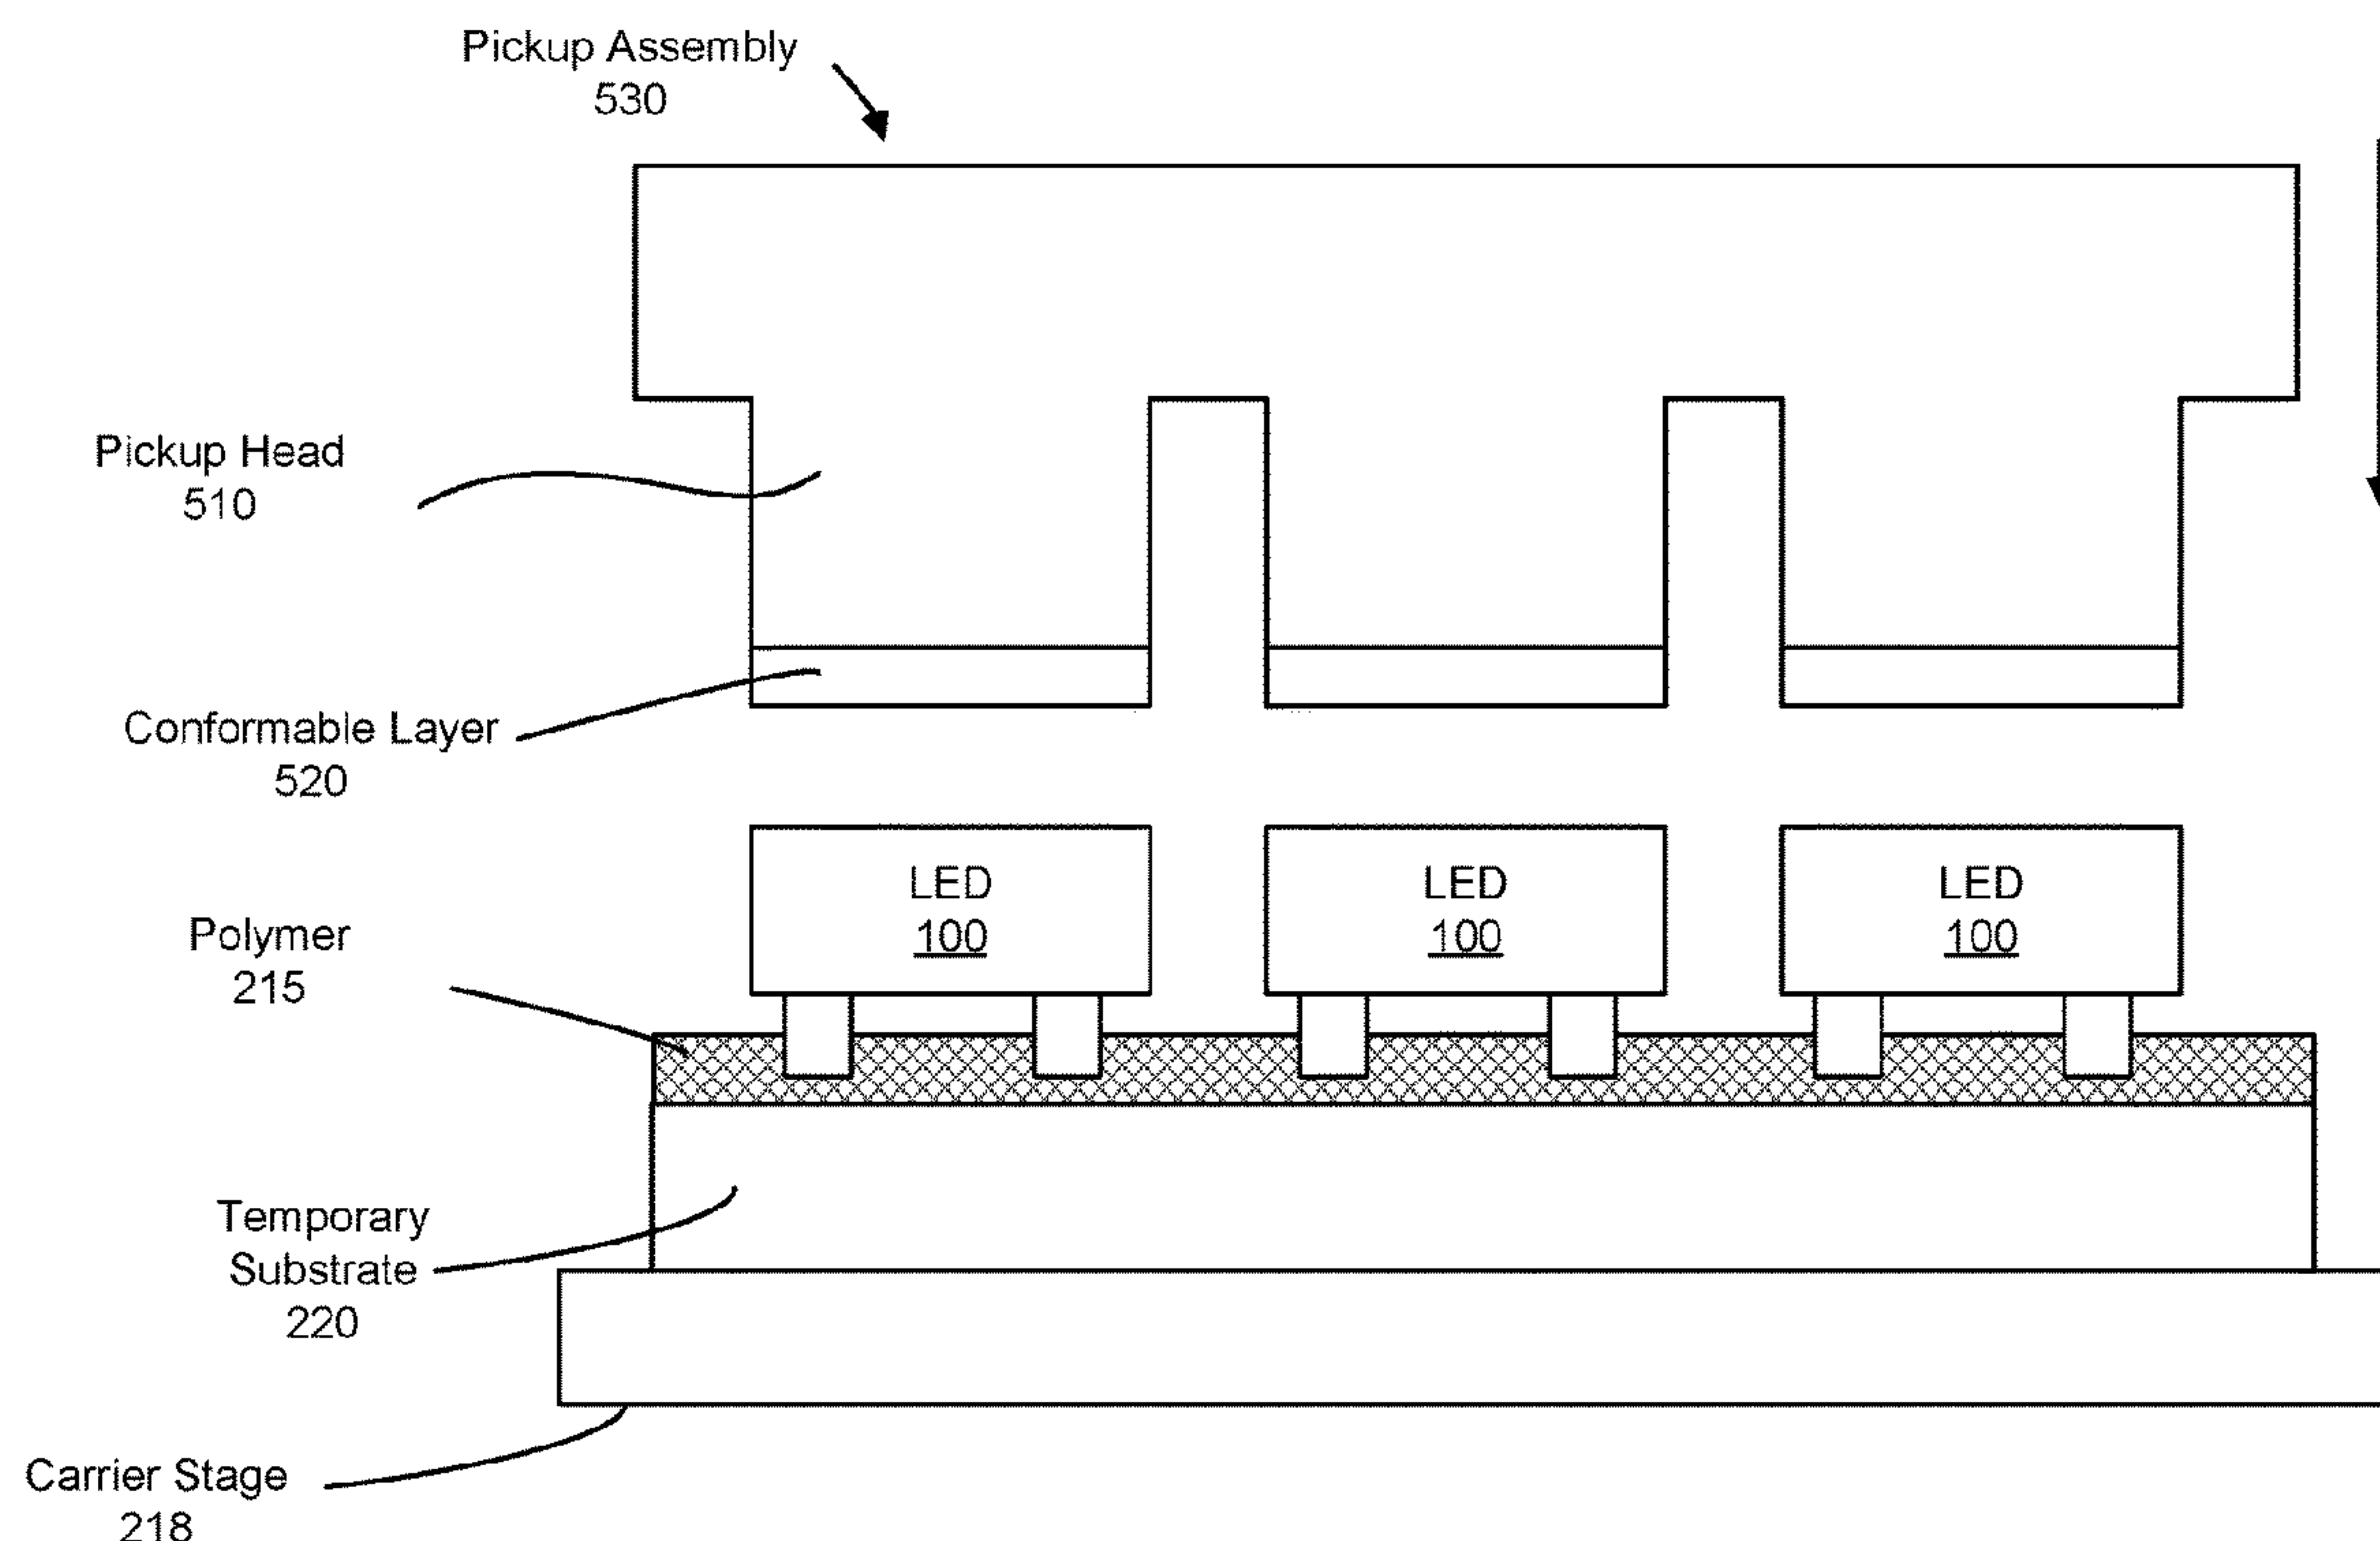 Pickup Assembly
530
Pickup Head
510
Conformable Layer
520
LED
100
LED
100
LED
100
Polymer
215
Temporary
Substrate
220
Carrier Stage
218